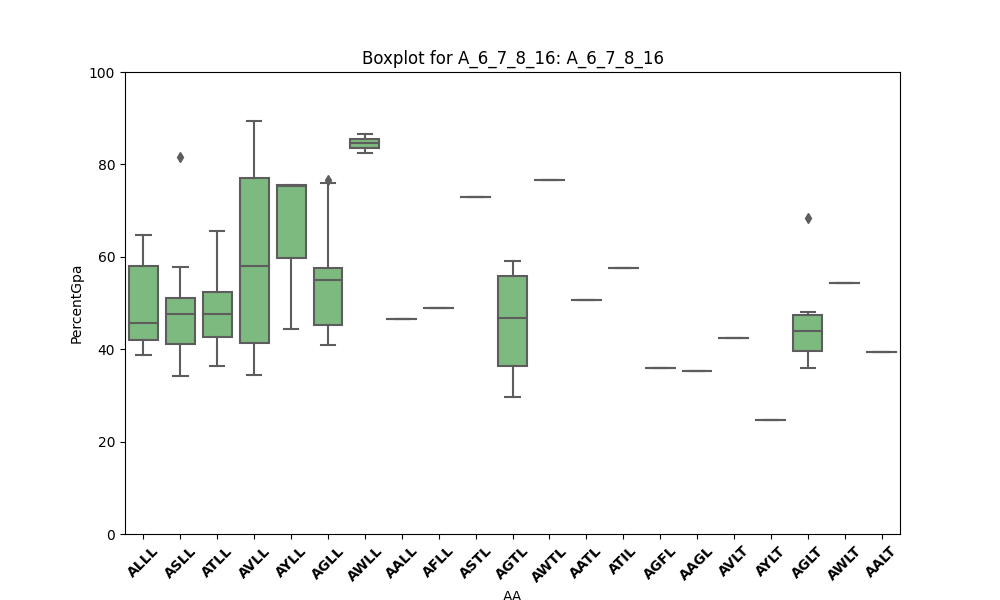 Boxplot for A_6_7_8_16: A_6_7_8_16
100
80
60
40
20
0
PercentGpa
ALLL ASLL ATLL AVLL AYLL AGLL AWLL AALL AFLL ASTL AGTL AWTL AATL ATIL AGFL AAGL AVLT AYLT AGLT AWLT AALT
AA